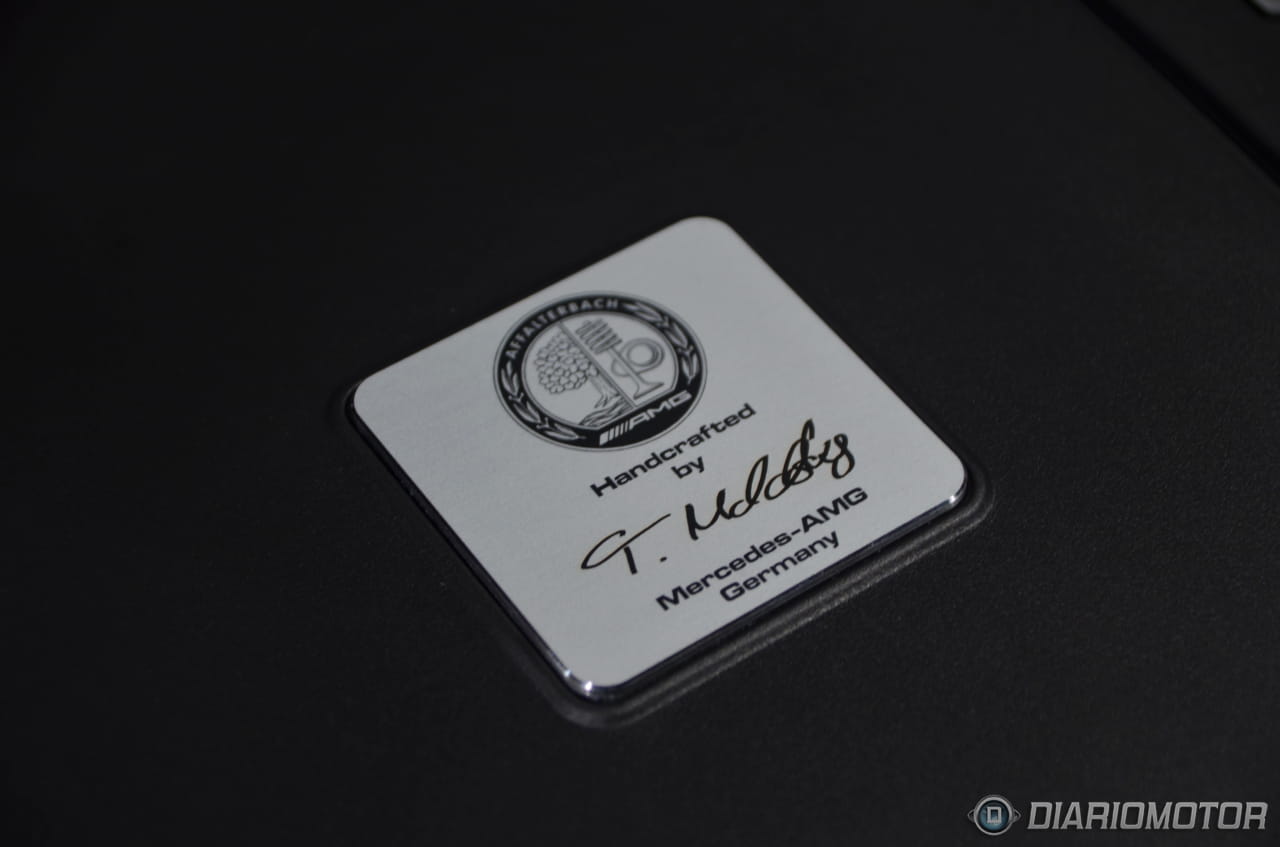 AFFALTERBACH
AMG
Handcrafted
by
T.
Mercedes-AMG
Germany
DIARIOMOTOR